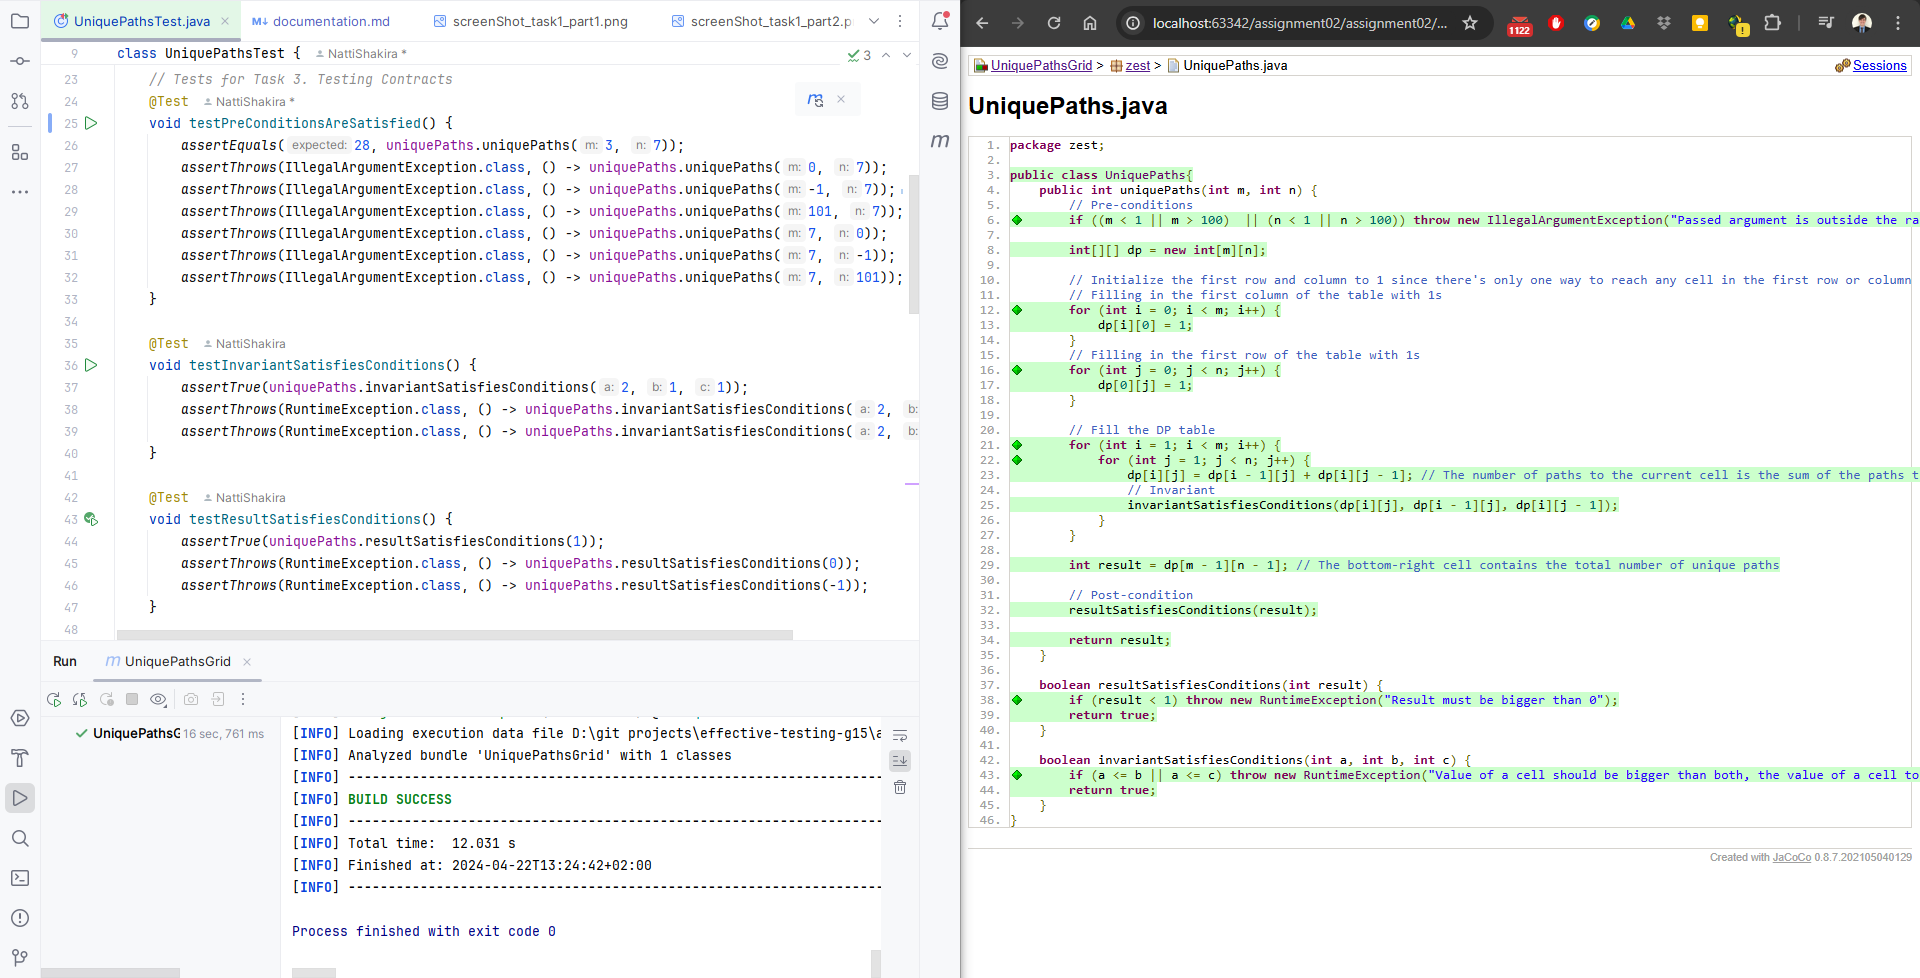 UniquePathsTest.java
documentation.md
screenShot_task1_part1.png
screenShot_task1_part2.p
9 class UniquePathsTest { NattiShakira *
3
23 // Tests for Task 3. Testing Contracts
24 @Test NattiShakira *
25 void testPreConditionsAreSatisfied() {
26 assertEquals( expected: 28, uniquePaths.uniquePaths( m: 3, n: 7));
27 assertThrows(IllegalArgumentException.class, () -> uniquePaths.uniquePaths( m: 0, n: 7));
28 assertThrows(IllegalArgumentException.class, () -> uniquePaths.uniquePaths( m: -1, n: 7));
29 assertThrows(IllegalArgumentException.class, () -> uniquePaths.uniquePaths( m: 101, n: 7));
30 assertThrows(IllegalArgumentException.class, () -> uniquePaths.uniquePaths( m: 7, n: 0));
31 assertThrows(IllegalArgumentException.class, () -> uniquePaths.uniquePaths( m: 7, n: -1));
32 assertThrows(IllegalArgumentException.class, () -> uniquePaths.uniquePaths( m: 7, n: 101));
33 }
34
35 @Test NattiShakira
36 void testInvariantSatisfiesConditions() {
37 assertTrue(uniquePaths.invariantSatisfiesConditions( a: 2, b: 1, c: 1));
38 assertThrows(RuntimeException.class, () -> uniquePaths.invariantSatisfiesConditions( a: 2, b:
39 assertThrows(RuntimeException.class, () -> uniquePaths.invariantSatisfiesConditions( a: 2, b:
40 }
41
42 @Test NattiShakira
43 void testResultSatisfiesConditions() {
44 assertTrue(uniquePaths.resultSatisfiesConditions(1));
45 assertThrows(RuntimeException.class, () -> uniquePaths.resultSatisfiesConditions(0));
46 assertThrows(RuntimeException.class, () -> uniquePaths.resultSatisfiesConditions(-1));
47 }
48
Run UniquePathsGrid
UniquePathsG 16 sec, 761 ms
[INFO] Loading execution data file D:\git projects\effective-testing-g15\a
[INFO] Analyzed bundle 'UniquePathsGrid' with 1 classes
[INFO] ------------------------------------------------------------------------
[INFO] BUILD SUCCESS
[INFO] ------------------------------------------------------------------------
[INFO] Total time:  12.031 s
[INFO] Finished at: 2024-04-22T13:24:42+02:00
[INFO] ------------------------------------------------------------------------
Process finished with exit code 0
localhost:63342/assignment02/assignment02/...
1122
UniquePathsGrid > zest > UniquePaths.java
Sessions
UniquePaths.java
1. package zest;
2.
3. public class UniquePaths{
4. public int uniquePaths(int m, int n) {
5. // Pre-conditions
6. if ((m < 1 || m > 100)  || (n < 1 || n > 100)) throw new IllegalArgumentException("Passed argument is outside the ra
7.
8. int[][] dp = new int[m][n];
9.
10. // Initialize the first row and column to 1 since there's only one way to reach any cell in the first row or column
11. // Filling in the first column of the table with 1s
12. for (int i = 0; i < m; i++) {
13. dp[i][0] = 1;
14. }
15. // Filling in the first row of the table with 1s
16. for (int j = 0; j < n; j++) {
17. dp[0][j] = 1;
18. }
19.
20. // Fill the DP table
21. for (int i = 1; i < m; i++) {
22. for (int j = 1; j < n; j++) {
23. dp[i][j] = dp[i - 1][j] + dp[i][j - 1]; // The number of paths to the current cell is the sum of the paths t
24. // Invariant
25. invariantSatisfiesConditions(dp[i][j], dp[i - 1][j], dp[i][j - 1]);
26. }
27. }
28.
29. int result = dp[m - 1][n - 1]; // The bottom-right cell contains the total number of unique paths
30.
31. // Post-condition
32. resultSatisfiesConditions(result);
33.
34. return result;
35. }
36.
37. boolean resultSatisfiesConditions(int result) {
38. if (result < 1) throw new RuntimeException("Result must be bigger than 0");
39. return true;
40. }
41.
42. boolean invariantSatisfiesConditions(int a, int b, int c) {
43. if (a <= b || a <= c) throw new RuntimeException("Value of a cell should be bigger than both, the value of a cell to
44. return true;
45. }
46. }
Created with JaCoCo 0.8.7.202105040129